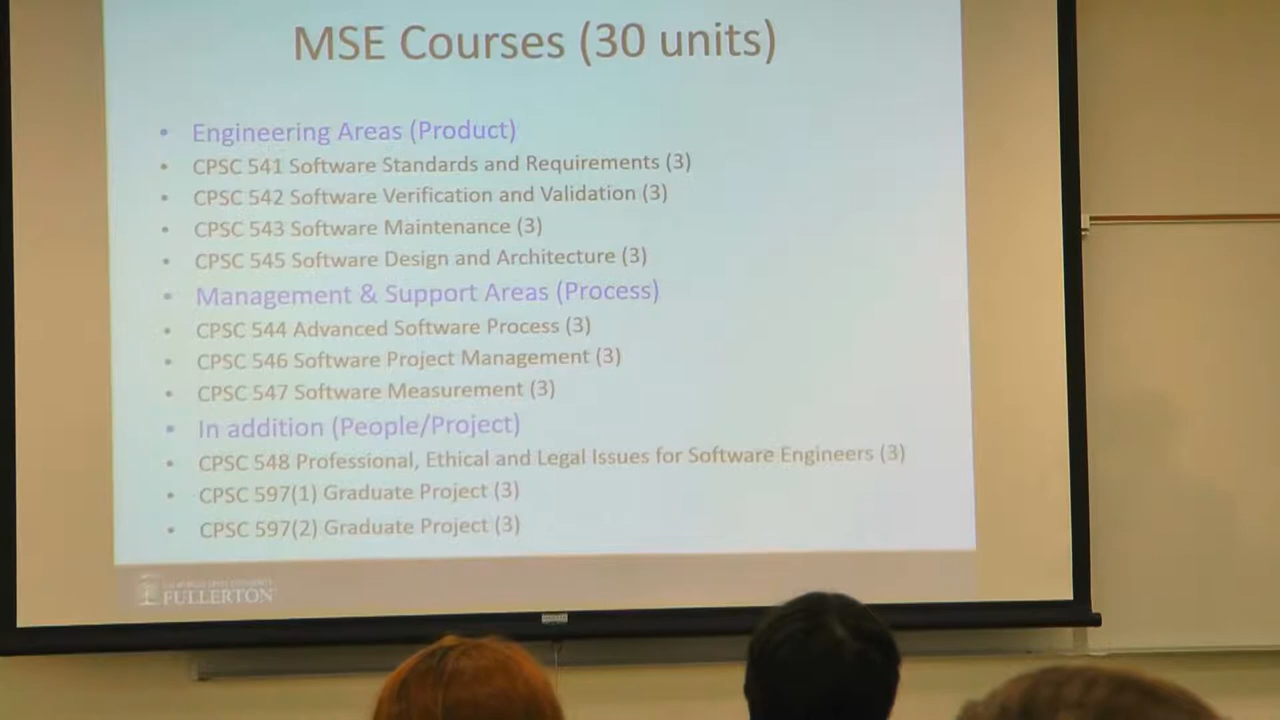 MSE Courses (30 units)
• Engineering Areas (Product)
• CPSC 541 Software Standards and Requirements (3)
• CPSC 542 Software Verification and Validation (3)
• CPSC 543 Software Maintenance (3)
• CPSC 545 Software Design and Architecture (3)
• Management & Support Areas (Process)
• CPSC 544 Advanced Software Process (3)
• CPSC 546 Software Project Management (3)
• CPSC 547 Software Measurement (3)
• In addition (People/Project)
• CPSC 548 Professional, Ethical and Legal Issues for Software Engineers (3)
• CPSC 597(1) Graduate Project (3)
• CPSC 597(2) Graduate Project (3)
FULLERTON